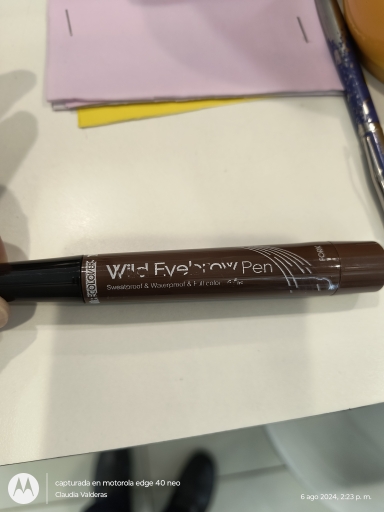 Wild Eyebrow Pen
Sweatproof & Waterproof & Full color
capturada en motorola edge 40 neo
Claudia Valderas
6 ago 2024, 2:23 p. m.